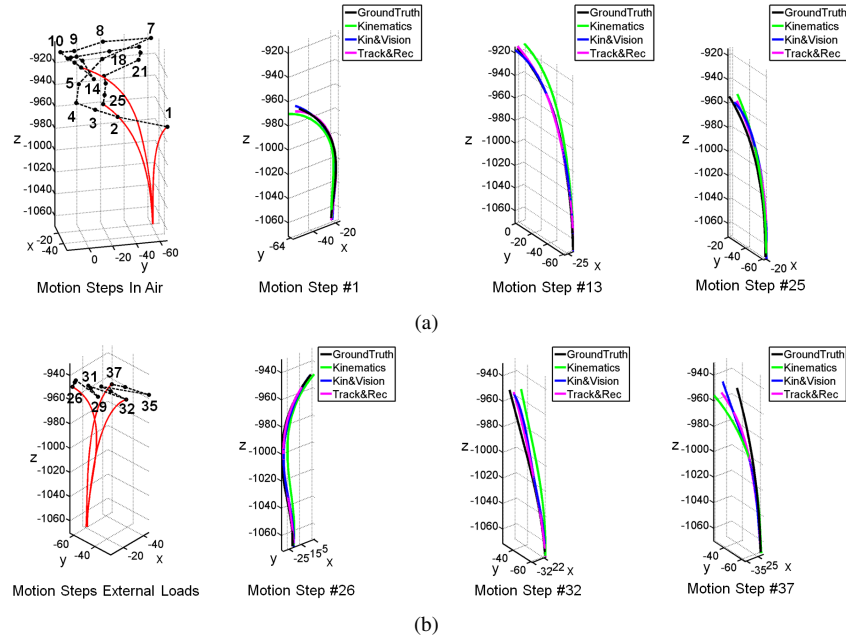 10 9 8 7
18
21
5 14
25
4 3 2 1
-920
-940
-960
-980
-1000
-1020
-1040
-1060
z
x -20
-40
0 -20 -40 -60
y
Motion Steps In Air
GroundTruth
Kinematics
Kin&Vision
Track&Rec
-920
-940
-960
-980
-1000
-1020
-1040
-1060
z
y -64 -40 -20 x
Motion Step #1
GroundTruth
Kinematics
Kin&Vision
Track&Rec
-920
-940
-960
-980
-1000
-1020
-1040
-1060
z
0
-20
-40
-60 -25
y x
Motion Step #13
GroundTruth
Kinematics
Kin&Vision
Track&Rec
-920
-940
-960
-980
-1000
-1020
-1040
-1060
z
-20
-40
-60 -20
y x
Motion Step #25
(a)
26 31 37
29 32 35
-940
-960
-980
-1000
-1020
-1040
-1060
z
-60
-40
-20
y
-20
-40
x
Motion Steps External Loads
GroundTruth
Kinematics
Kin&Vision
Track&Rec
-940
-960
-980
-1000
-1020
-1040
-1060
z
y -25 -15 5 x
Motion Step #26
GroundTruth
Kinematics
Kin&Vision
Track&Rec
-940
-960
-980
-1000
-1020
-1040
-1060
z
-40
-60
y -32 22 x
Motion Step #32
GroundTruth
Kinematics
Kin&Vision
Track&Rec
-940
-960
-980
-1000
-1020
-1040
-1060
z
-40
-60
y -35 25 x
Motion Step #37
(b)